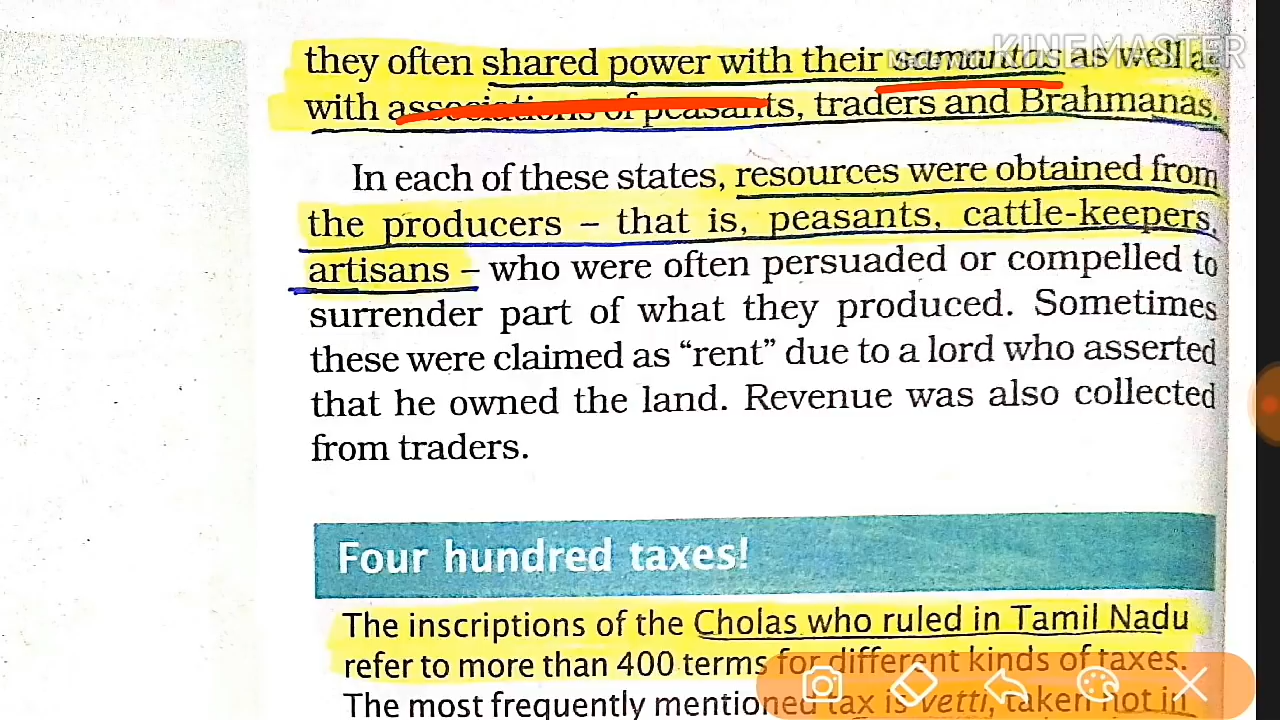 Made with KINEMASTER
they often shared power with their samantas as well as
with associations of peasants, traders and Brahmanas.
In each of these states, resources were obtained from
the producers – that is, peasants, cattle-keepers,
artisans – who were often persuaded or compelled to
surrender part of what they produced. Sometimes
these were claimed as “rent” due to a lord who asserted
that he owned the land. Revenue was also collected
from traders.
Four hundred taxes!
The inscriptions of the Cholas who ruled in Tamil Nadu
refer to more than 400 terms for different kinds of taxes.
The most frequently mentioned tax is vetti, taken not in